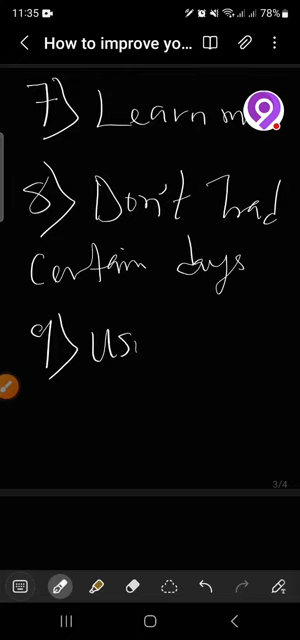 11:35
78%
How to improve yo...
7) Learn m
8) Don't Trad
certain days
9) Usi
3/4